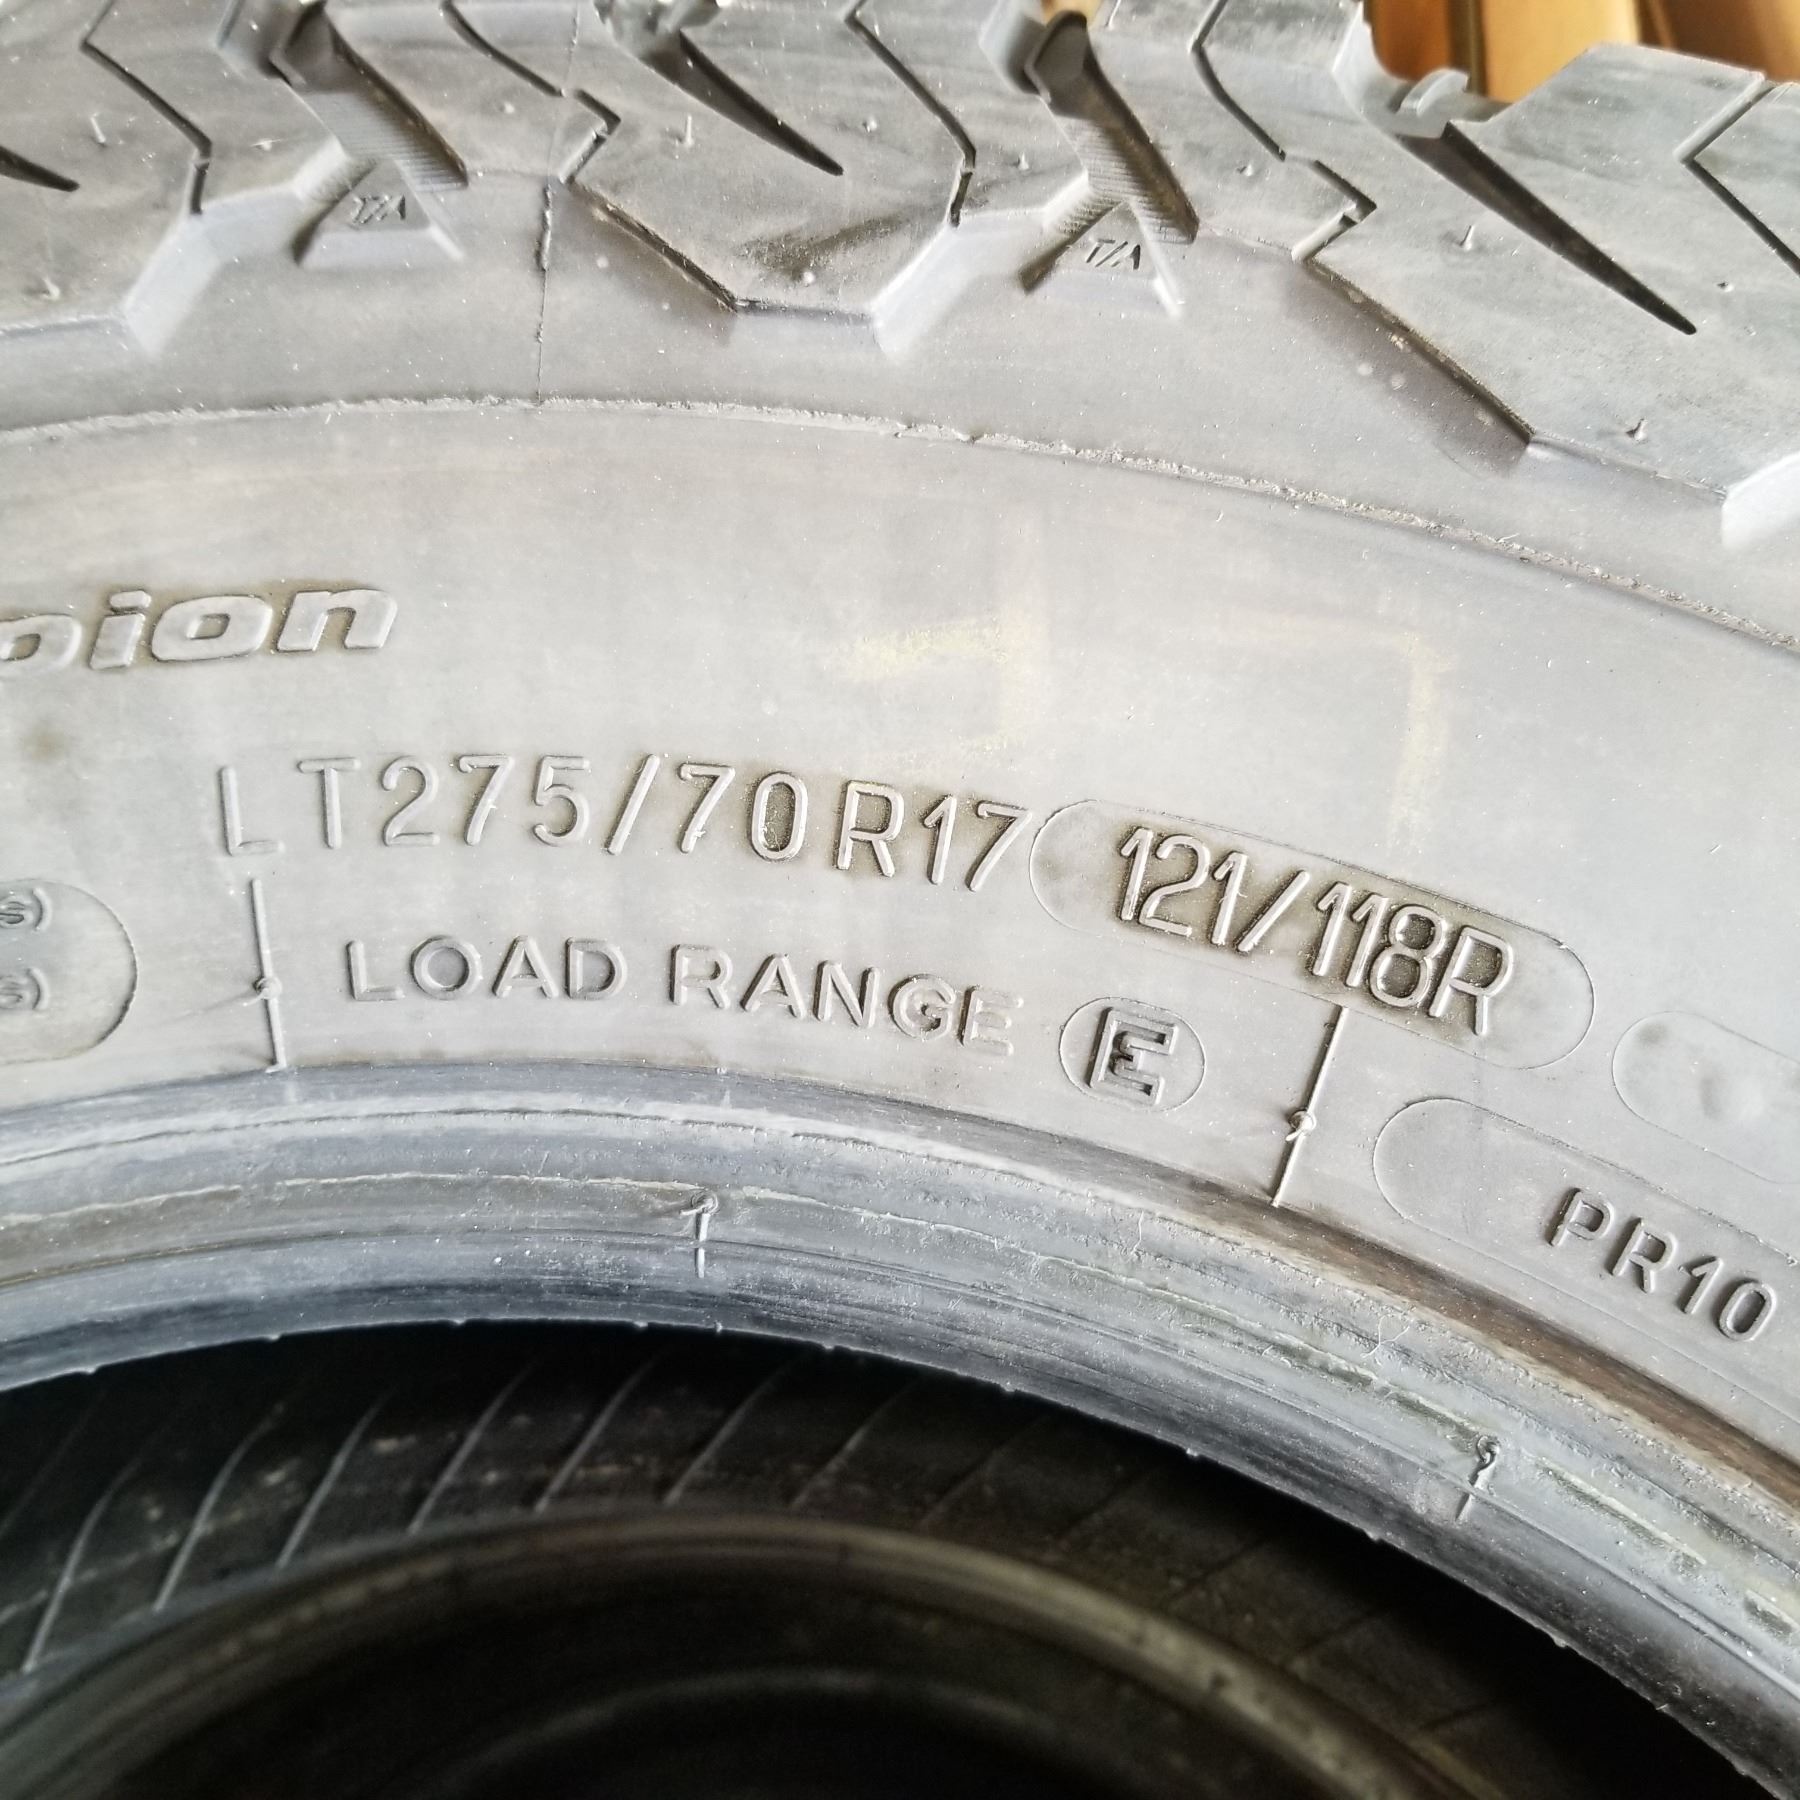 T/A T/A
pion
LT275/70R17 121/118R
LOAD RANGE E
PR10